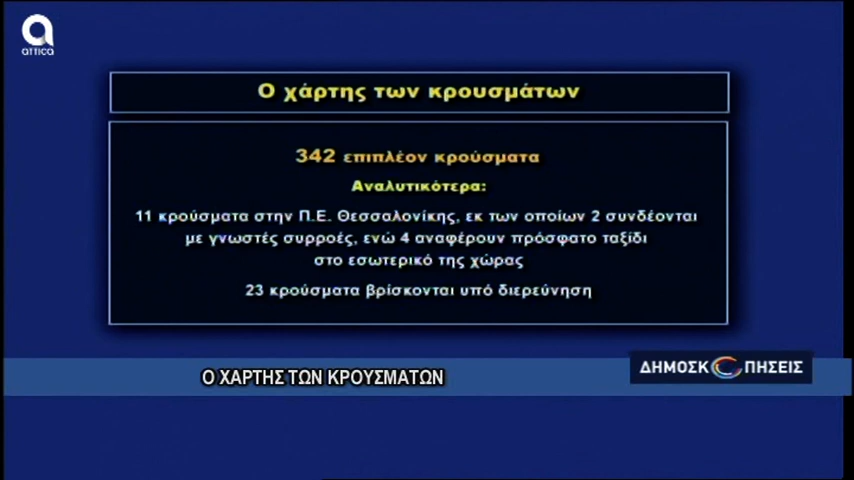 αττica
Ο χάρτης των κρουσμάτων
342 επιπλέον κρούσματα
Αναλυτικότερα:
11 κρούσματα στην Π.Ε. Θεσσαλονίκης, εκ των οποίων 2 συνδέονται
με γνωστές συρροές, ενώ 4 αναφέρουν πρόσφατο ταξίδι
στο εσωτερικό της χώρας
23 κρούσματα βρίσκονται υπό διερεύνηση
ΔΗΜΟΣΚΟΠΗΣΕΙΣ
Ο ΧΑΡΤΗΣ ΤΩΝ ΚΡΟΥΣΜΑΤΩΝ